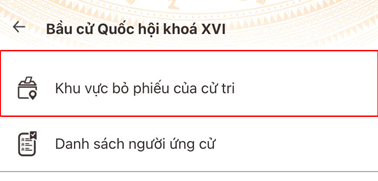 Bầu cử Quốc hội khoá XVI
Khu vực bỏ phiếu của cử tri
Danh sách người ứng cử